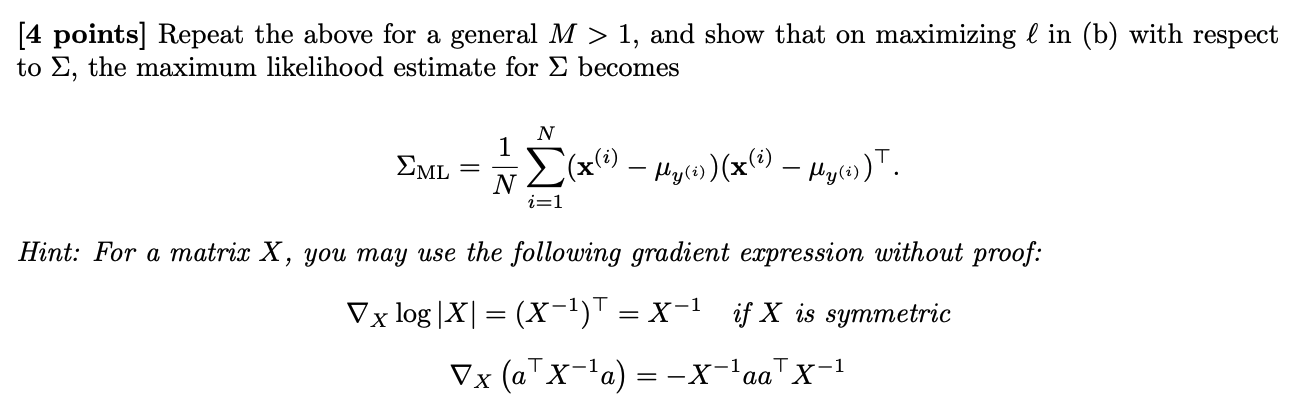 [4 points] Repeat the above for a general M > 1, and show that on maximizing ℓ in (b) with respect
to Σ, the maximum likelihood estimate for Σ becomes
Σ_ML = \frac{1}{N} \sum_{i=1}^{N} (x^{(i)} − μ_{y^{(i)}})(x^{(i)} − μ_{y^{(i)}})^⊤.
Hint: For a matrix X, you may use the following gradient expression without proof:
∇_X log |X| = (X^{−1})^⊤ = X^{−1} if X is symmetric
∇_X (a^⊤ X^{−1} a) = −X^{−1} a a^⊤ X^{−1}